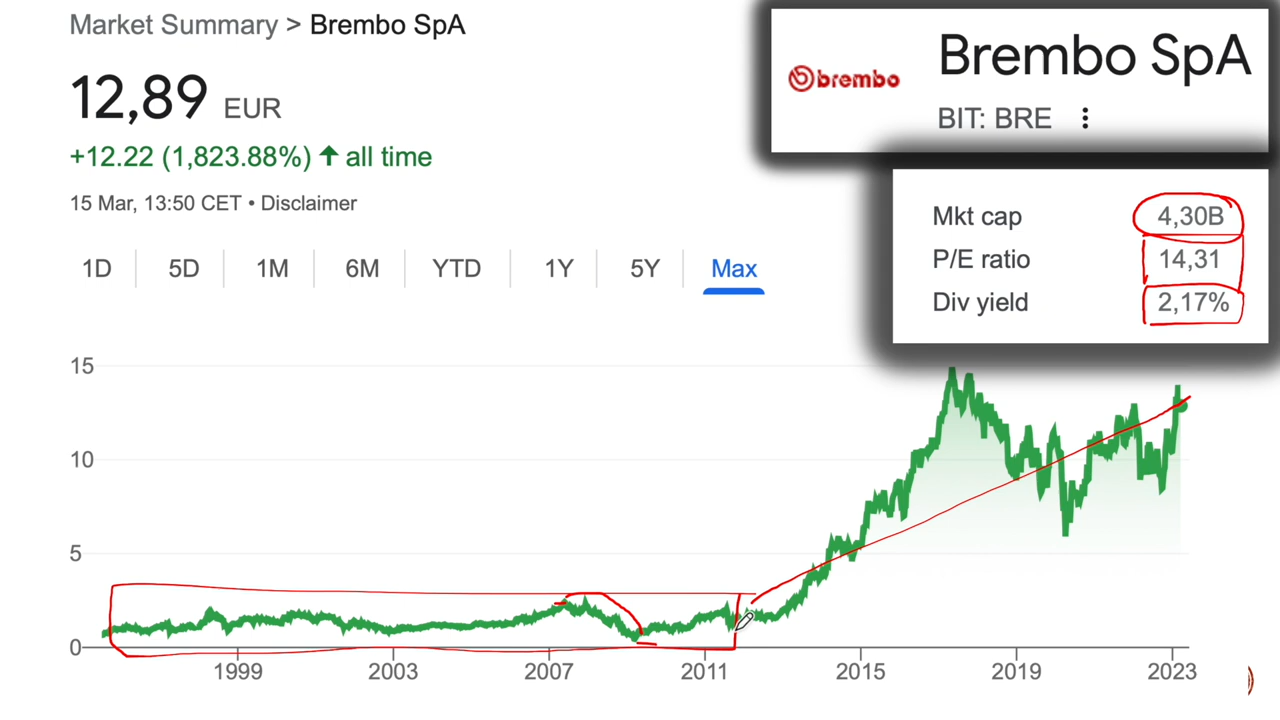 Market Summary > Brembo SpA
12,89 EUR
+12.22 (1,823.88%) ↑ all time
15 Mar, 13:50 CET • Disclaimer
1D 5D 1M 6M YTD 1Y 5Y Max
brembo
Brembo SpA
BIT: BRE
Mkt cap 4,30B
P/E ratio 14,31
Div yield 2,17%
15
10
5
0
1999 2003 2007 2011 2015 2019 2023